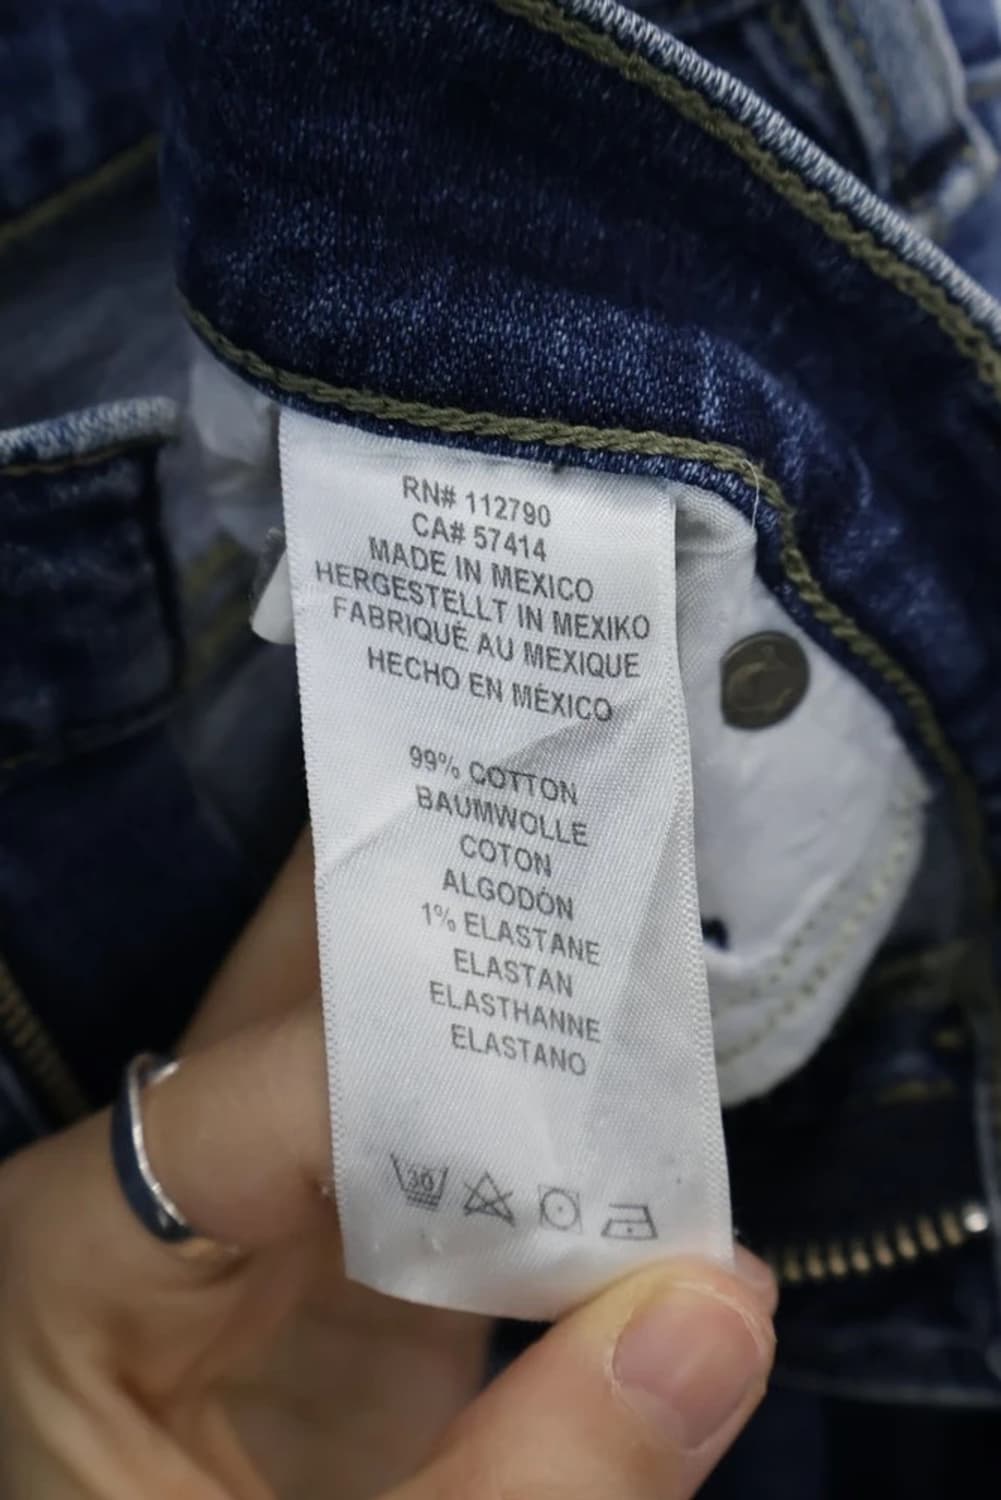 RN# 112790
CA# 57414
MADE IN MEXICO
HERGESTELLT IN MEXIKO
FABRIQUÉ AU MEXIQUE
HECHO EN MÉXICO
99% COTTON
BAUMWOLLE
COTON
ALGODÓN
1% ELASTANE
ELASTAN
ELASTHANNE
ELASTANO
30